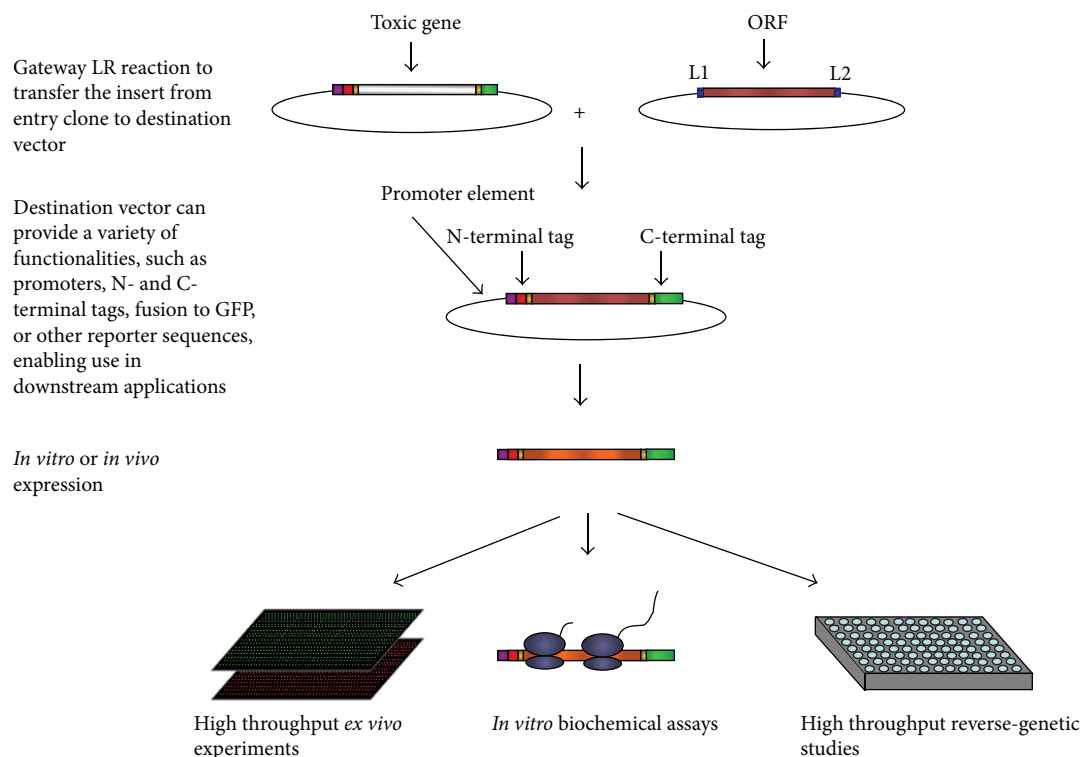 Toxic gene
ORF
Gateway LR reaction to
transfer the insert from
entry clone to destination
vector
L1
L2
+
Promoter element
Destination vector can
provide a variety of
functionalities, such as
promoters, N- and C-
terminal tags, fusion to GFP,
or other reporter sequences,
enabling use in
downstream applications
N-terminal tag
C-terminal tag
In vitro or in vivo
expression
High throughput ex vivo
experiments
In vitro biochemical assays
High throughput reverse-genetic
studies